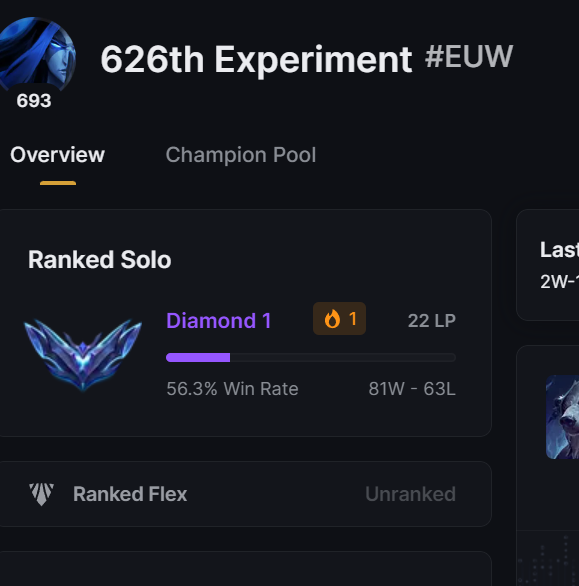 626th Experiment #EUW
693
Overview Champion Pool
Ranked Solo
Diamond 1 1 22 LP
56.3% Win Rate 81W - 63L
Ranked Flex Unranked
Last
2W-1